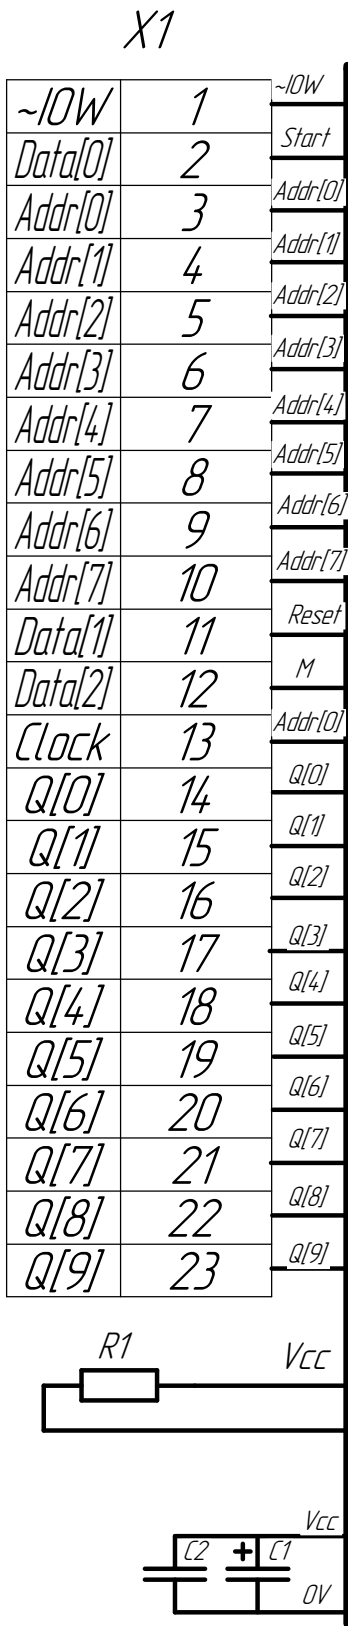 X1
~IOW 1 ~IOW
Data[0] 2 Start
Addr[0] 3 Addr[0]
Addr[1] 4 Addr[1]
Addr[2] 5 Addr[2]
Addr[3] 6 Addr[3]
Addr[4] 7 Addr[4]
Addr[5] 8 Addr[5]
Addr[6] 9 Addr[6]
Addr[7] 10 Addr[7]
Data[1] 11 Reset
Data[2] 12 M
Clock 13 Addr[0]
Q[0] 14 Q[0]
Q[1] 15 Q[1]
Q[2] 16 Q[2]
Q[3] 17 Q[3]
Q[4] 18 Q[4]
Q[5] 19 Q[5]
Q[6] 20 Q[6]
Q[7] 21 Q[7]
Q[8] 22 Q[8]
Q[9] 23 Q[9]
R1 Vcc
Vcc
C2 + C1
0V